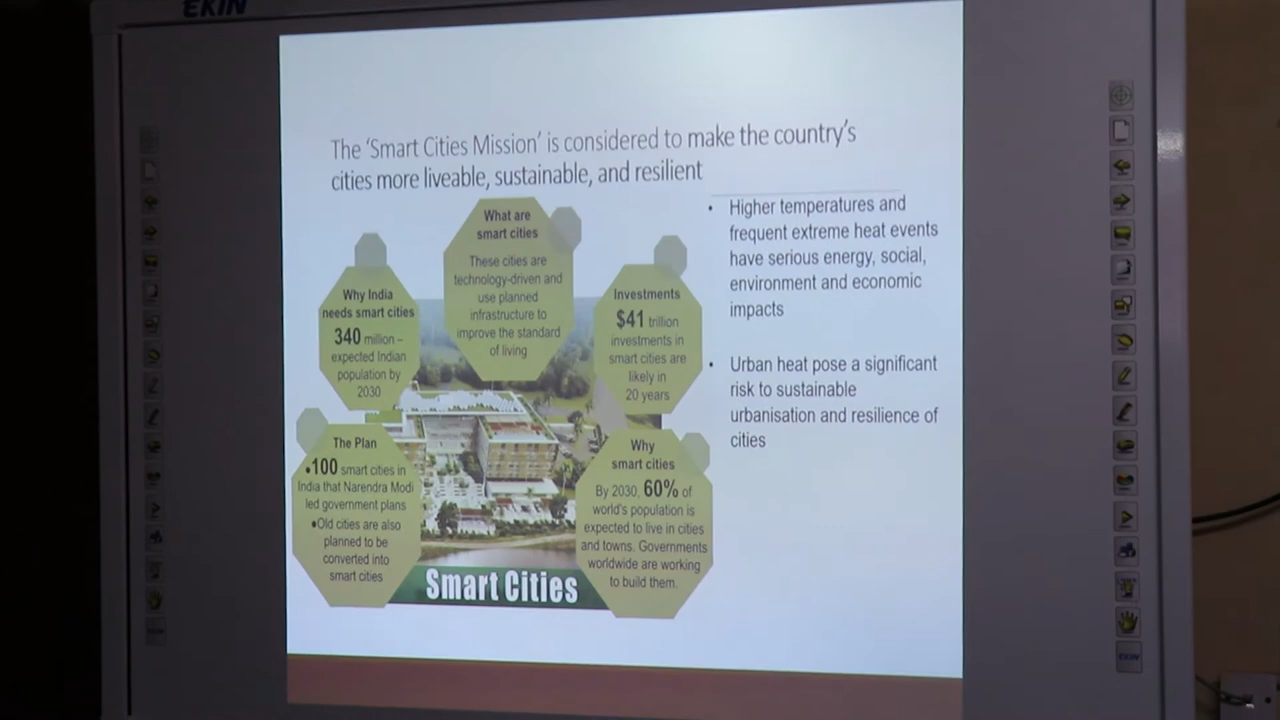 EKIN
The 'Smart Cities Mission' is considered to make the country's
cities more liveable, sustainable, and resilient
What are
smart cities
These cities are
technology-driven and
use planned
infrastructure to
improve the standard
of living
Why India
needs smart cities
340 million –
expected Indian
population by
2030
Investments
$41 trillion
investments in
smart cities are
likely in
20 years
The Plan
•100 smart cities in
India that Narendra Modi
led government plans
•Old cities are also
planned to be
converted into
smart cities
Why
smart cities
By 2030, 60% of
world's population is
expected to live in cities
and towns. Governments
worldwide are working
to build them.
Smart Cities
• Higher temperatures and
frequent extreme heat events
have serious energy, social,
environment and economic
impacts
• Urban heat pose a significant
risk to sustainable
urbanisation and resilience of
cities
EKIN